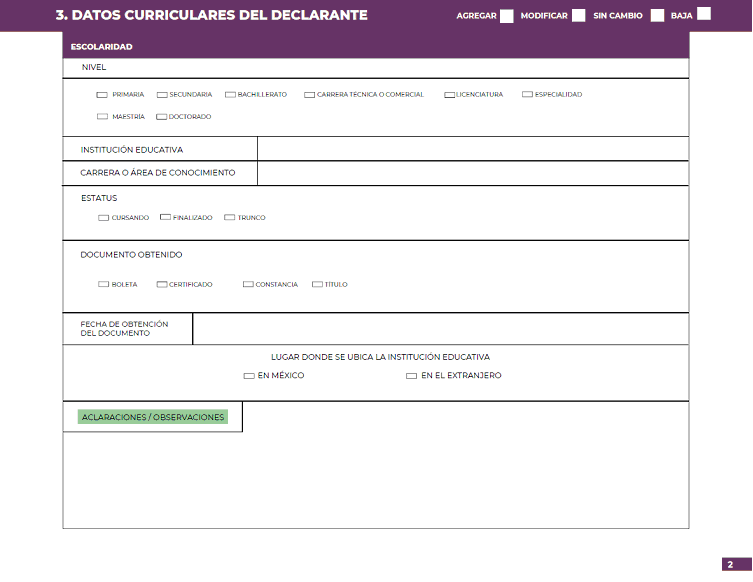 3. DATOS CURRICULARES DEL DECLARANTE AGREGAR MODIFICAR SIN CAMBIO BAJA
ESCOLARIDAD
NIVEL
PRIMARIA SECUNDARIA BACHILLERATO CARRERA TÉCNICA O COMERCIAL LICENCIATURA ESPECIALIDAD
MAESTRÍA DOCTORADO
INSTITUCIÓN EDUCATIVA
CARRERA O ÁREA DE CONOCIMIENTO
ESTATUS
CURSANDO FINALIZADO TRUNCO
DOCUMENTO OBTENIDO
BOLETA CERTIFICADO CONSTANCIA TÍTULO
FECHA DE OBTENCIÓN
DEL DOCUMENTO
LUGAR DONDE SE UBICA LA INSTITUCIÓN EDUCATIVA
EN MÉXICO EN EL EXTRANJERO
ACLARACIONES / OBSERVACIONES
2